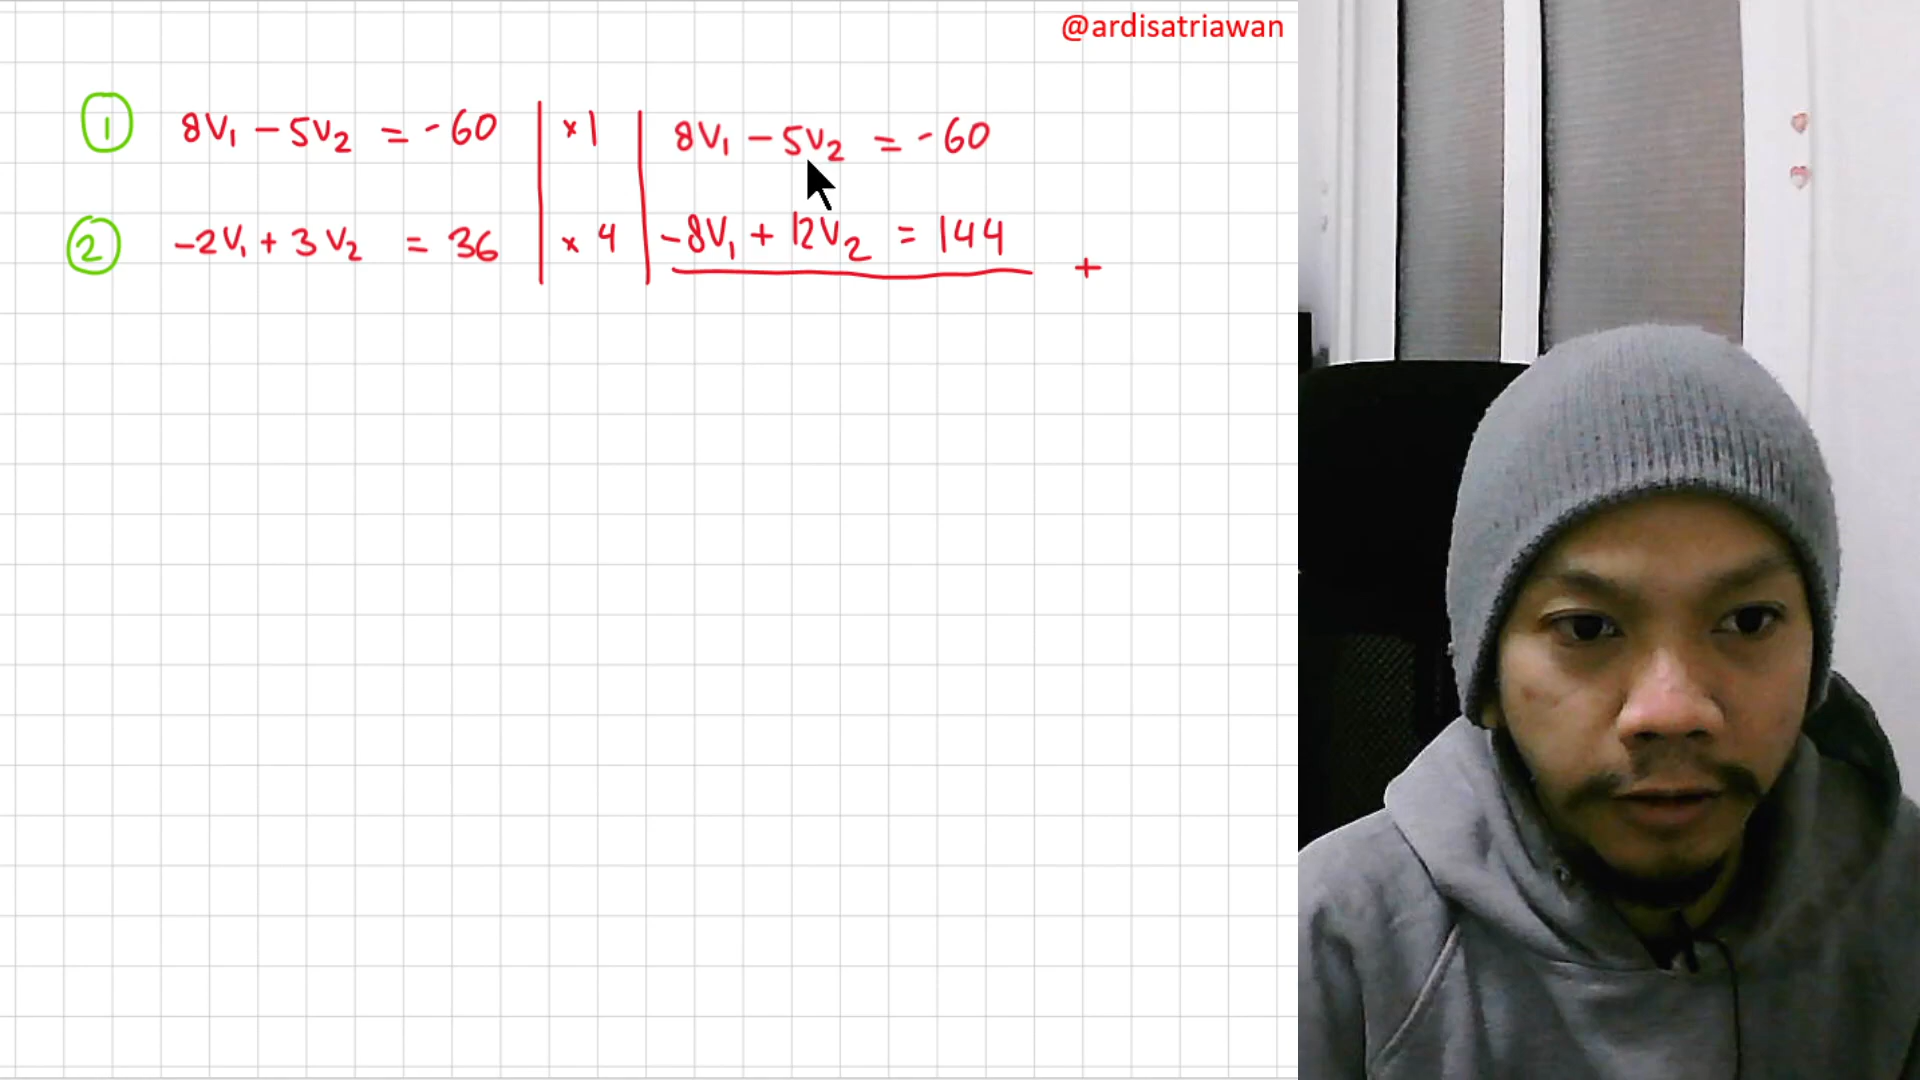 @ardisatriawan
① 8V₁ − 5V₂ = -60 | ×1 | 8V₁ − 5V₂ = -60
② −2V₁ + 3V₂ = 36 | × 4 | −8V₁ + 12V₂ = 144 +